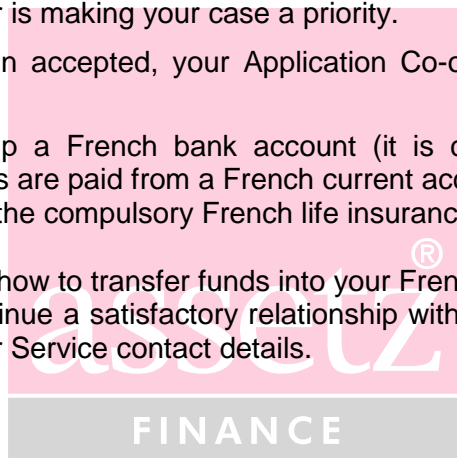 r is making your case a priority.
n accepted, your Application Co-o
p a French bank account (it is c
s are paid from a French current acc
the compulsory French life insuranc
how to transfer funds into your Fren
inue a satisfactory relationship with
r Service contact details.
assetz®
FINANCE